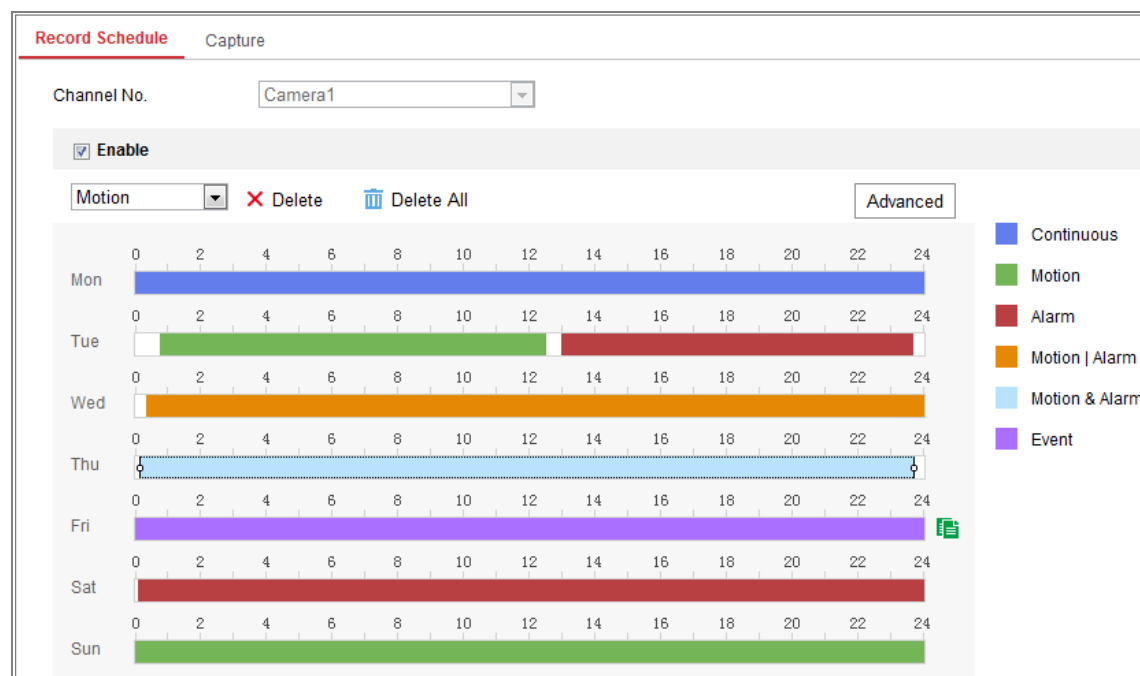 Record Schedule Capture
Channel No. Camera1
Enable
Motion Delete Delete All Advanced
0 2 4 6 8 10 12 14 16 18 20 22 24
Mon
0 2 4 6 8 10 12 14 16 18 20 22 24
Tue
0 2 4 6 8 10 12 14 16 18 20 22 24
Wed
0 2 4 6 8 10 12 14 16 18 20 22 24
Thu
0 2 4 6 8 10 12 14 16 18 20 22 24
Fri
0 2 4 6 8 10 12 14 16 18 20 22 24
Sat
0 2 4 6 8 10 12 14 16 18 20 22 24
Sun
Continuous
Motion
Alarm
Motion | Alarm
Motion & Alarm
Event